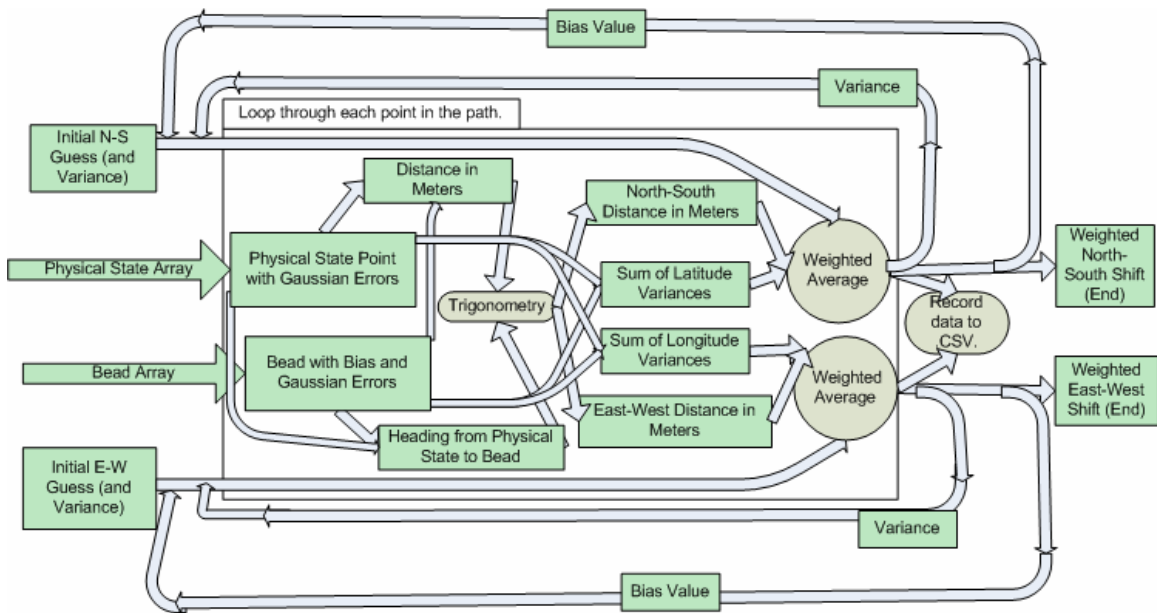 Bias Value
Variance
Loop through each point in the path.
Initial N-S
Guess (and
Variance)
Distance in
Meters
North-South
Distance in Meters
Physical State Array
Physical State Point
with Gaussian Errors
Trigonometry
Sum of Latitude
Variances
Weighted
Average
Weighted
North-
South Shift
(End)
Record
data to
CSV.
Bead Array
Bead with Bias and
Gaussian Errors
Sum of Longitude
Variances
Weighted
Average
Weighted
East-West
Shift (End)
East-West Distance in
Meters
Heading from Physical
State to Bead
Initial E-W
Guess (and
Variance)
Variance
Bias Value